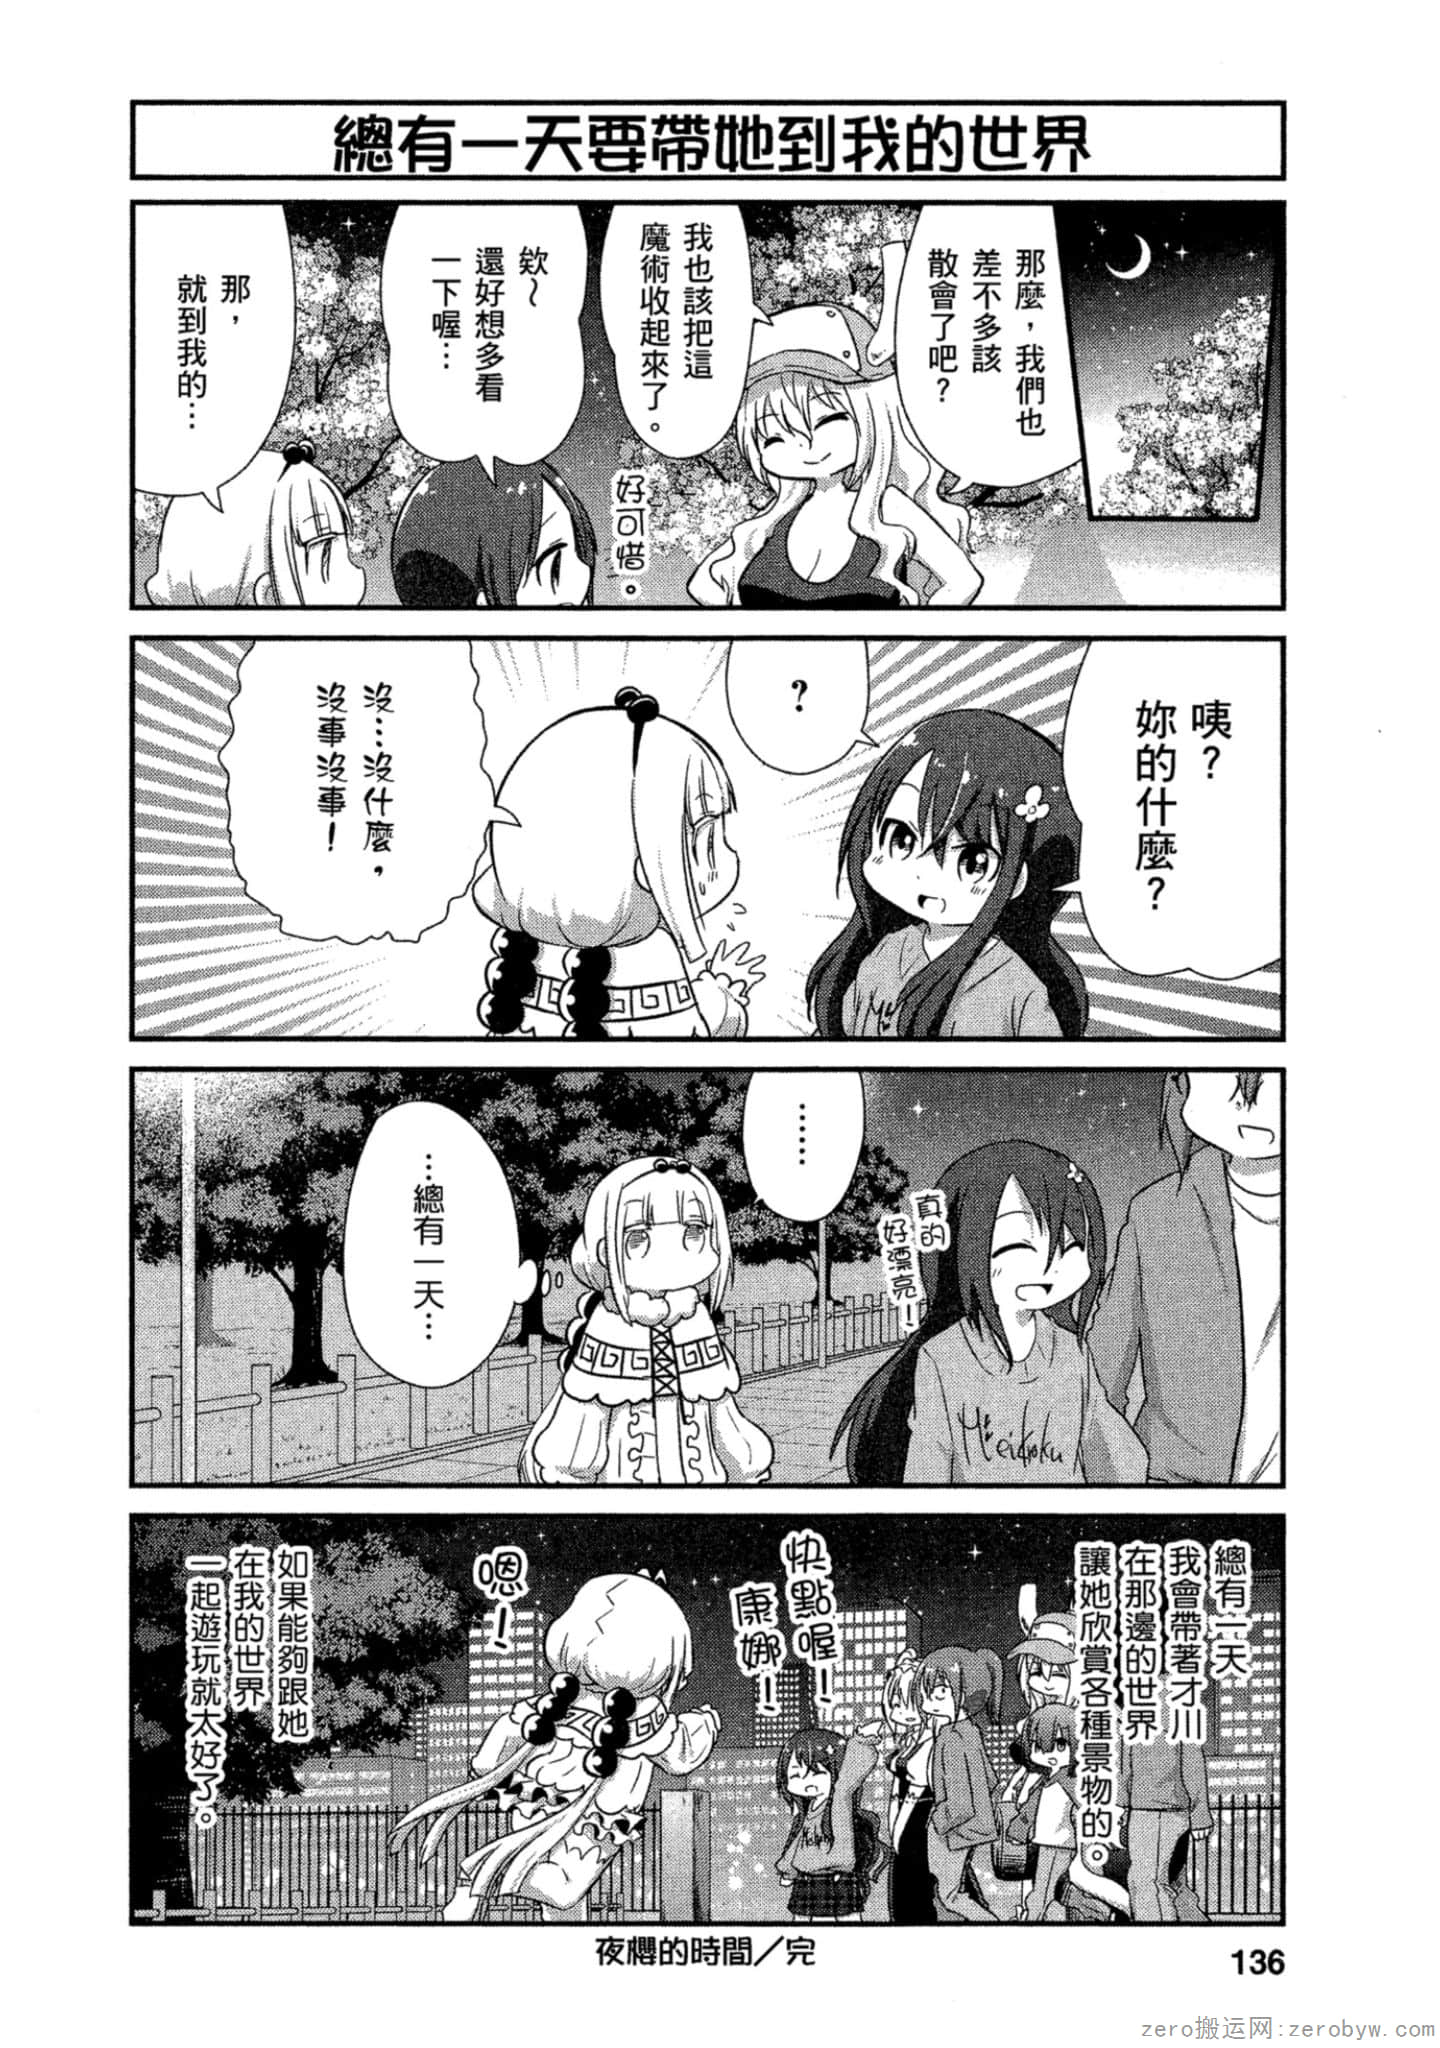 總有一天要帶她到我的世界
那麼，我們也
差不多該
散會了吧？
我也該把這
魔術收起來了。
好可惜。
欸～
還好想多看
一下喔…
那，
就到我的…
咦？
妳的什麼？
？
沒…沒什麼，
沒事沒事！
……
真的
好漂亮！
…總有一天…
Meikoku
總有一天
我會帶著才川
在那邊的世界
讓她欣賞各種景物的。
快點喔！
康娜！
嗯！
如果能夠跟她
在我的世界
一起遊玩就太好了。
夜櫻的時間／完
136
zero搬运网:zerobyw.com